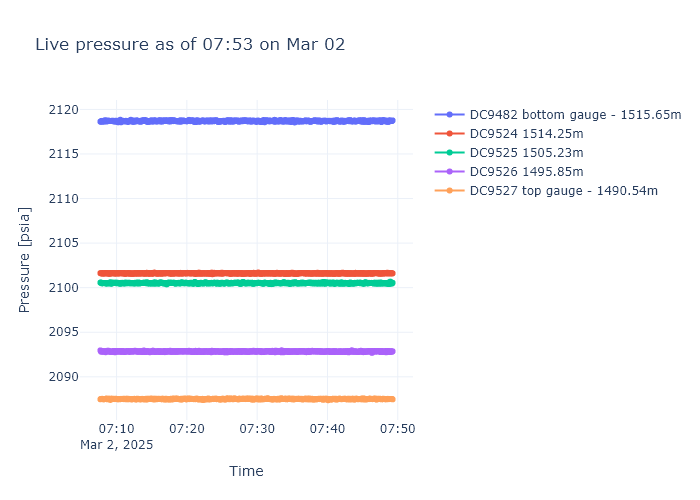 Live pressure as of 07:53 on Mar 02
DC9482 bottom gauge - 1515.65m
DC9524 1514.25m
DC9525 1505.23m
DC9526 1495.85m
DC9527 top gauge - 1490.54m
Pressure [psia]
2120
2115
2110
2105
2100
2095
2090
07:10
07:20
07:30
07:40
07:50
Mar 2, 2025
Time